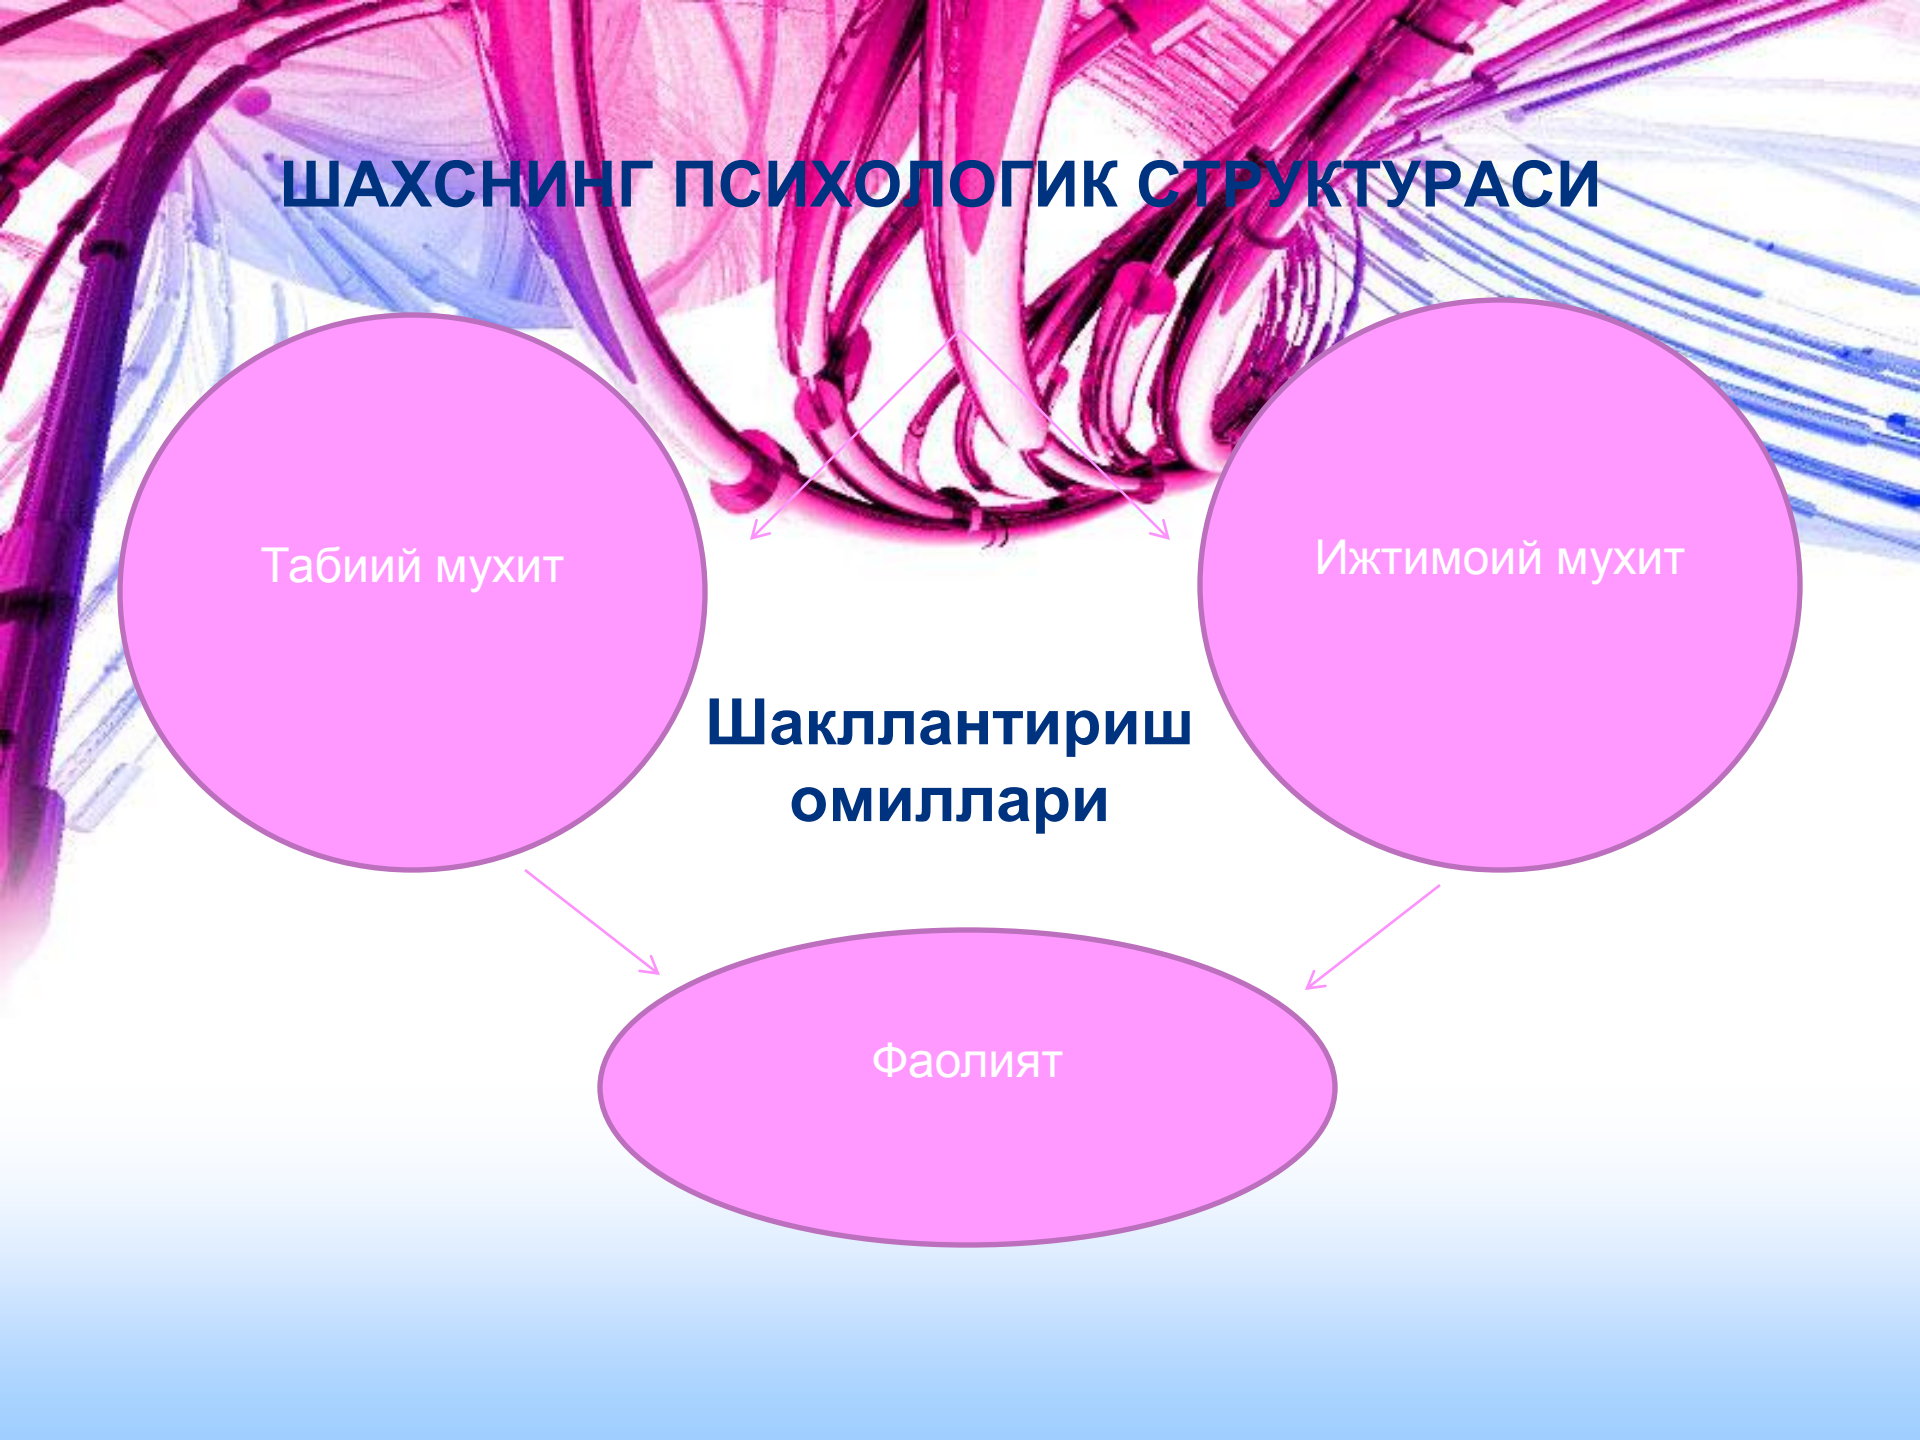 ШАХСНИНГ ПСИХОЛОГИК СТРУКТУРАСИ
Табиий мухит
Ижтимоий мухит
Шакллантириш
омиллари
Фаолият